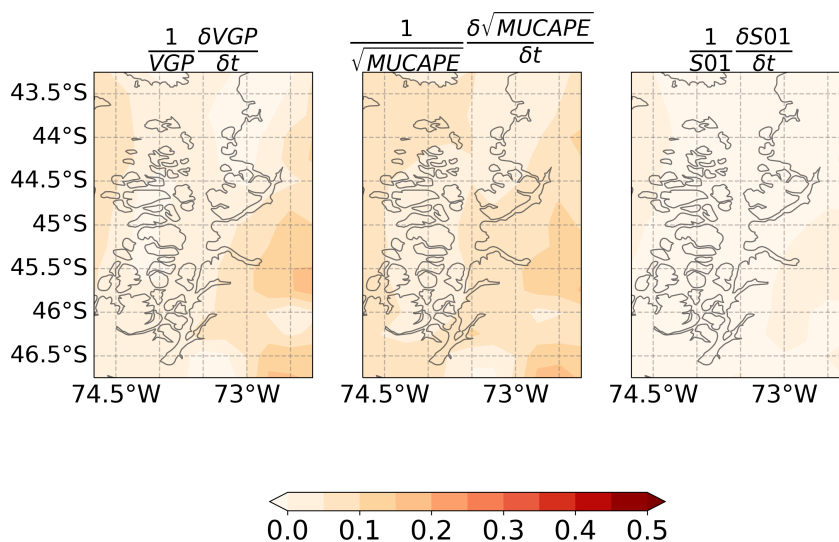 1/VGP δVGP/δt
1/√MUCAPE δ√MUCAPE/δt
1/S01 δS01/δt
43.5°S
44°S
44.5°S
45°S
45.5°S
46°S
46.5°S
74.5°W 73°W
74.5°W 73°W
74.5°W 73°W
0.0 0.1 0.2 0.3 0.4 0.5